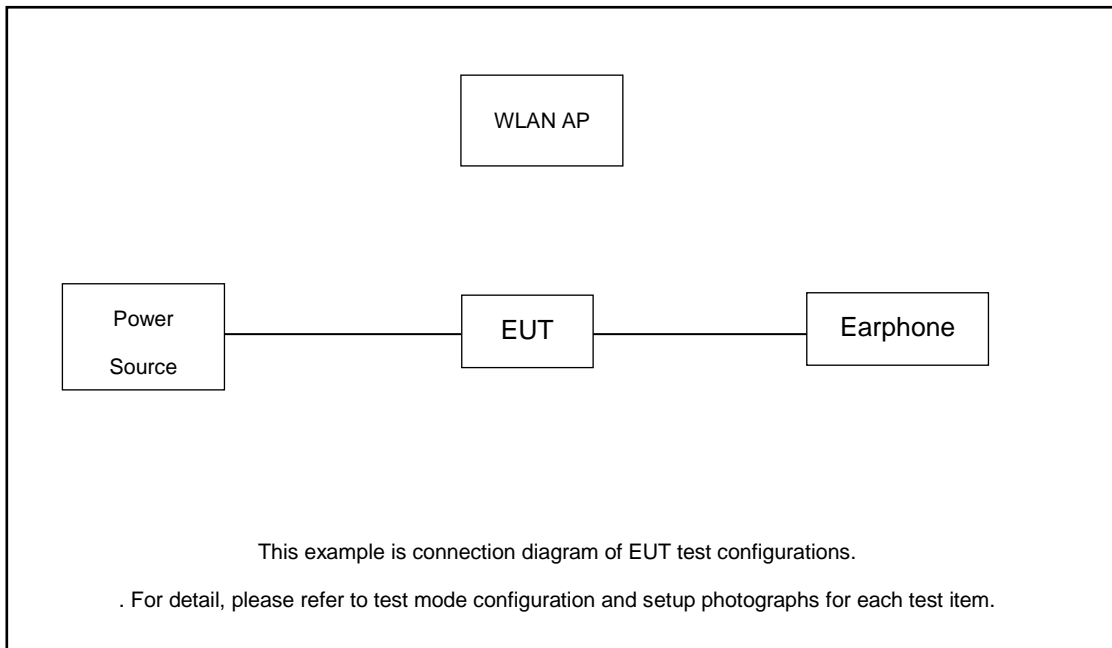 WLAN AP
Power
Source
EUT
Earphone
This example is connection diagram of EUT test configurations.
. For detail, please refer to test mode configuration and setup photographs for each test item.